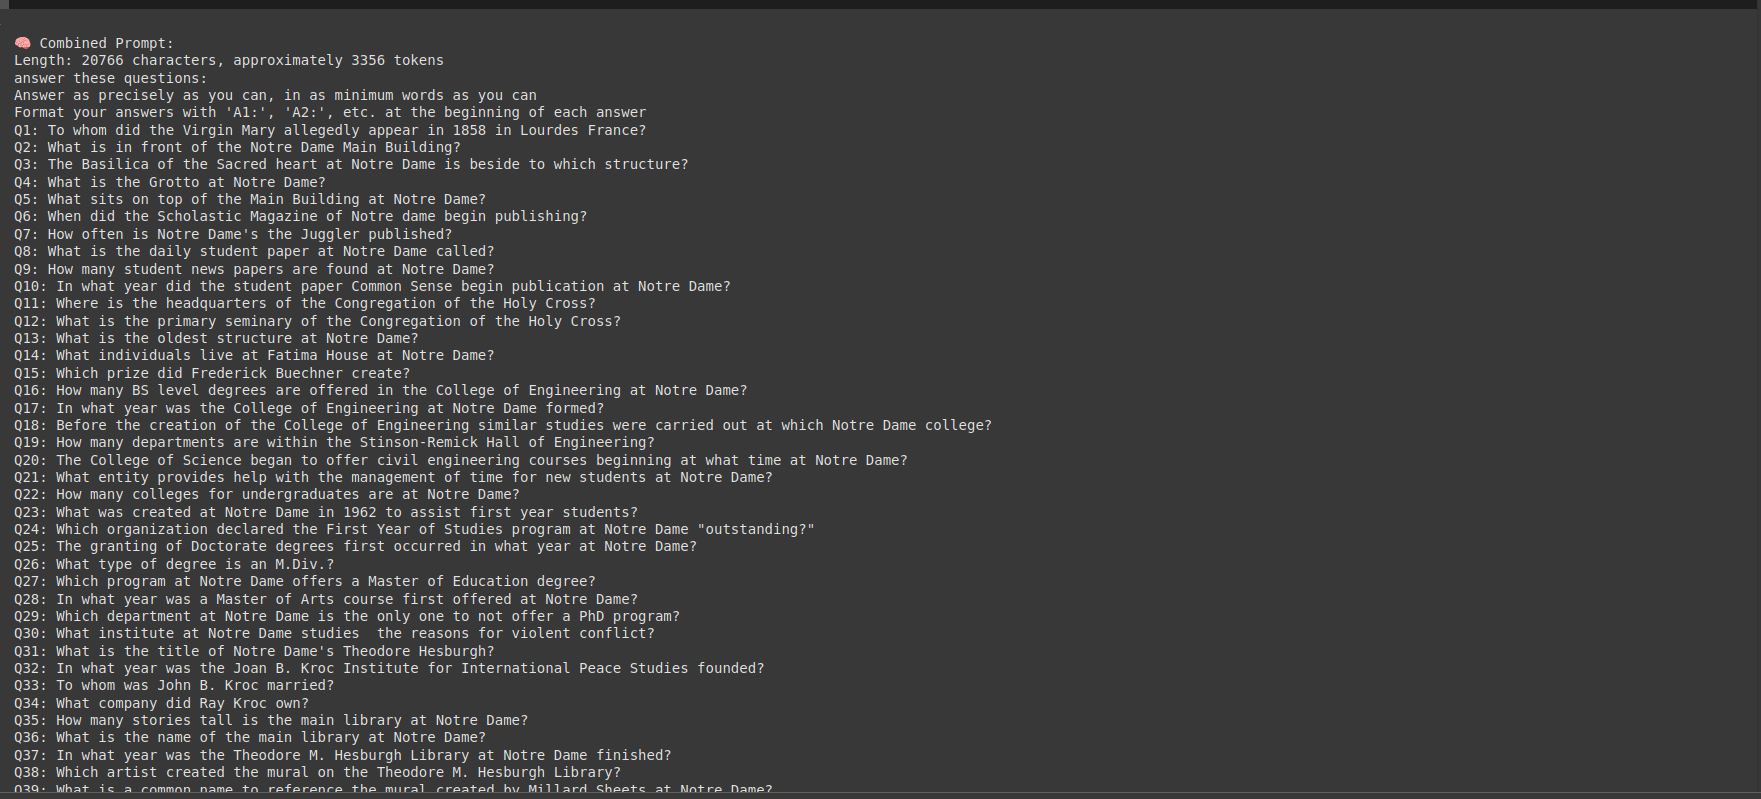 🧠 Combined Prompt:
Length: 20766 characters, approximately 3356 tokens
answer these questions:
Answer as precisely as you can, in as minimum words as you can
Format your answers with 'A1:', 'A2:', etc. at the beginning of each answer
Q1: To whom did the Virgin Mary allegedly appear in 1858 in Lourdes France?
Q2: What is in front of the Notre Dame Main Building?
Q3: The Basilica of the Sacred heart at Notre Dame is beside to which structure?
Q4: What is the Grotto at Notre Dame?
Q5: What sits on top of the Main Building at Notre Dame?
Q6: When did the Scholastic Magazine of Notre dame begin publishing?
Q7: How often is Notre Dame's the Juggler published?
Q8: What is the daily student paper at Notre Dame called?
Q9: How many student news papers are found at Notre Dame?
Q10: In what year did the student paper Common Sense begin publication at Notre Dame?
Q11: Where is the headquarters of the Congregation of the Holy Cross?
Q12: What is the primary seminary of the Congregation of the Holy Cross?
Q13: What is the oldest structure at Notre Dame?
Q14: What individuals live at Fatima House at Notre Dame?
Q15: Which prize did Frederick Buechner create?
Q16: How many BS level degrees are offered in the College of Engineering at Notre Dame?
Q17: In what year was the College of Engineering at Notre Dame formed?
Q18: Before the creation of the College of Engineering similar studies were carried out at which Notre Dame college?
Q19: How many departments are within the Stinson-Remick Hall of Engineering?
Q20: The College of Science began to offer civil engineering courses beginning at what time at Notre Dame?
Q21: What entity provides help with the management of time for new students at Notre Dame?
Q22: How many colleges for undergraduates are at Notre Dame?
Q23: What was created at Notre Dame in 1962 to assist first year students?
Q24: Which organization declared the First Year of Studies program at Notre Dame "outstanding?"
Q25: The granting of Doctorate degrees first occurred in what year at Notre Dame?
Q26: What type of degree is an M.Div.?
Q27: Which program at Notre Dame offers a Master of Education degree?
Q28: In what year was a Master of Arts course first offered at Notre Dame?
Q29: Which department at Notre Dame is the only one to not offer a PhD program?
Q30: What institute at Notre Dame studies  the reasons for violent conflict?
Q31: What is the title of Notre Dame's Theodore Hesburgh?
Q32: In what year was the Joan B. Kroc Institute for International Peace Studies founded?
Q33: To whom was John B. Kroc married?
Q34: What company did Ray Kroc own?
Q35: How many stories tall is the main library at Notre Dame?
Q36: What is the name of the main library at Notre Dame?
Q37: In what year was the Theodore M. Hesburgh Library at Notre Dame finished?
Q38: Which artist created the mural on the Theodore M. Hesburgh Library?
Q39: What is a common name to reference the mural created by Millard Sheets at Notre Dame?